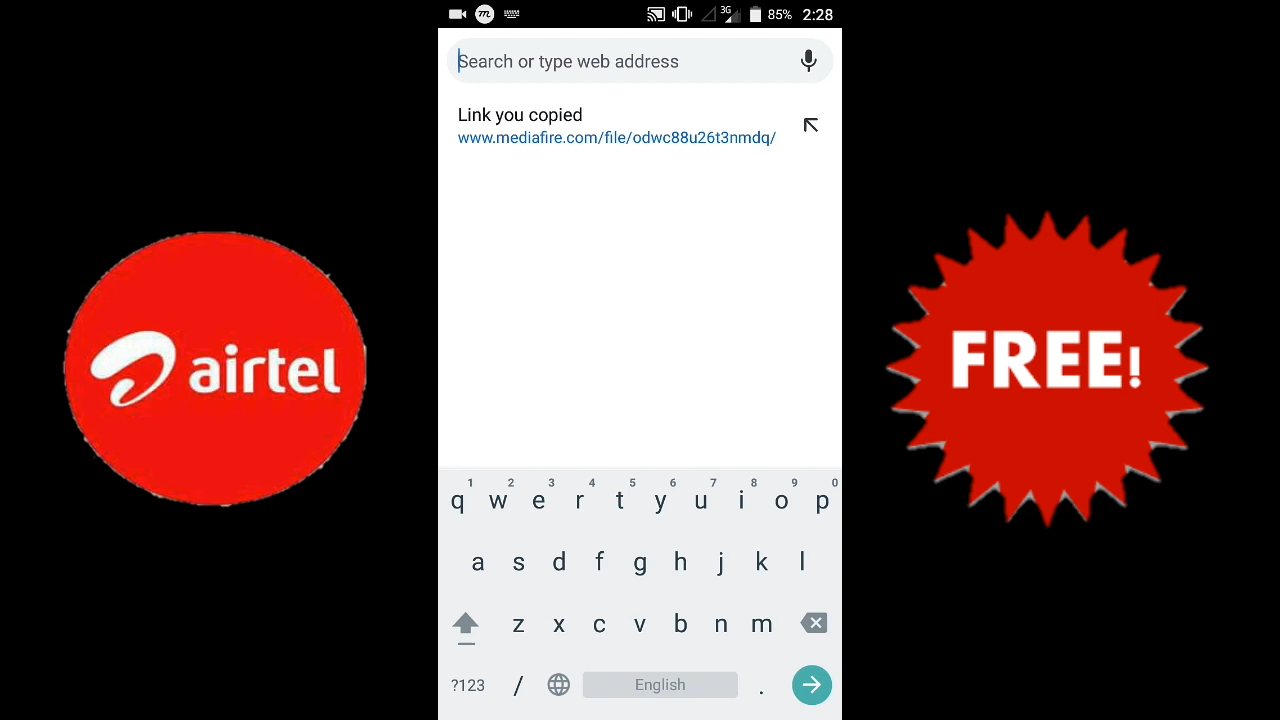 3G 85% 2:28
Search or type web address
Link you copied
www.mediafire.com/file/odwc88u26t3nmdq/
airtel
FREE!
1 2 3 4 5 6 7 8 9 0
q w e r t y u i o p
a s d f g h j k l
z x c v b n m
?123 / English .